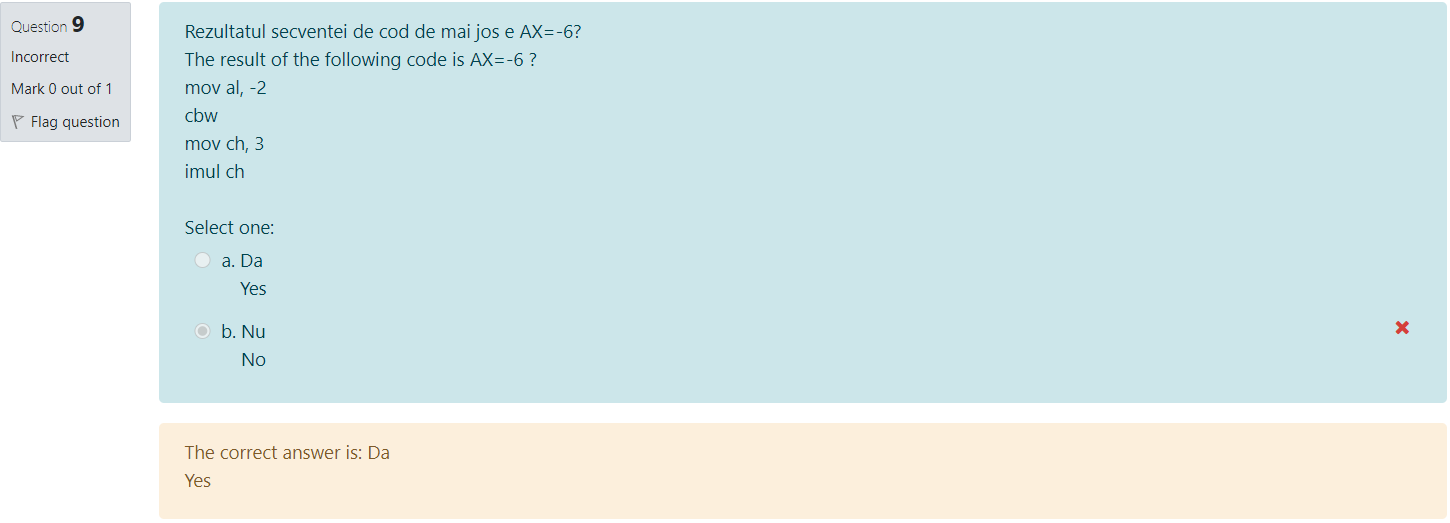 Question 9
Incorrect
Mark 0 out of 1
Flag question
Rezultatul secventei de cod de mai jos e AX=-6?
The result of the following code is AX=-6 ?
mov al, -2
cbw
mov ch, 3
imul ch
Select one:
a. Da
Yes
b. Nu
No
The correct answer is: Da
Yes